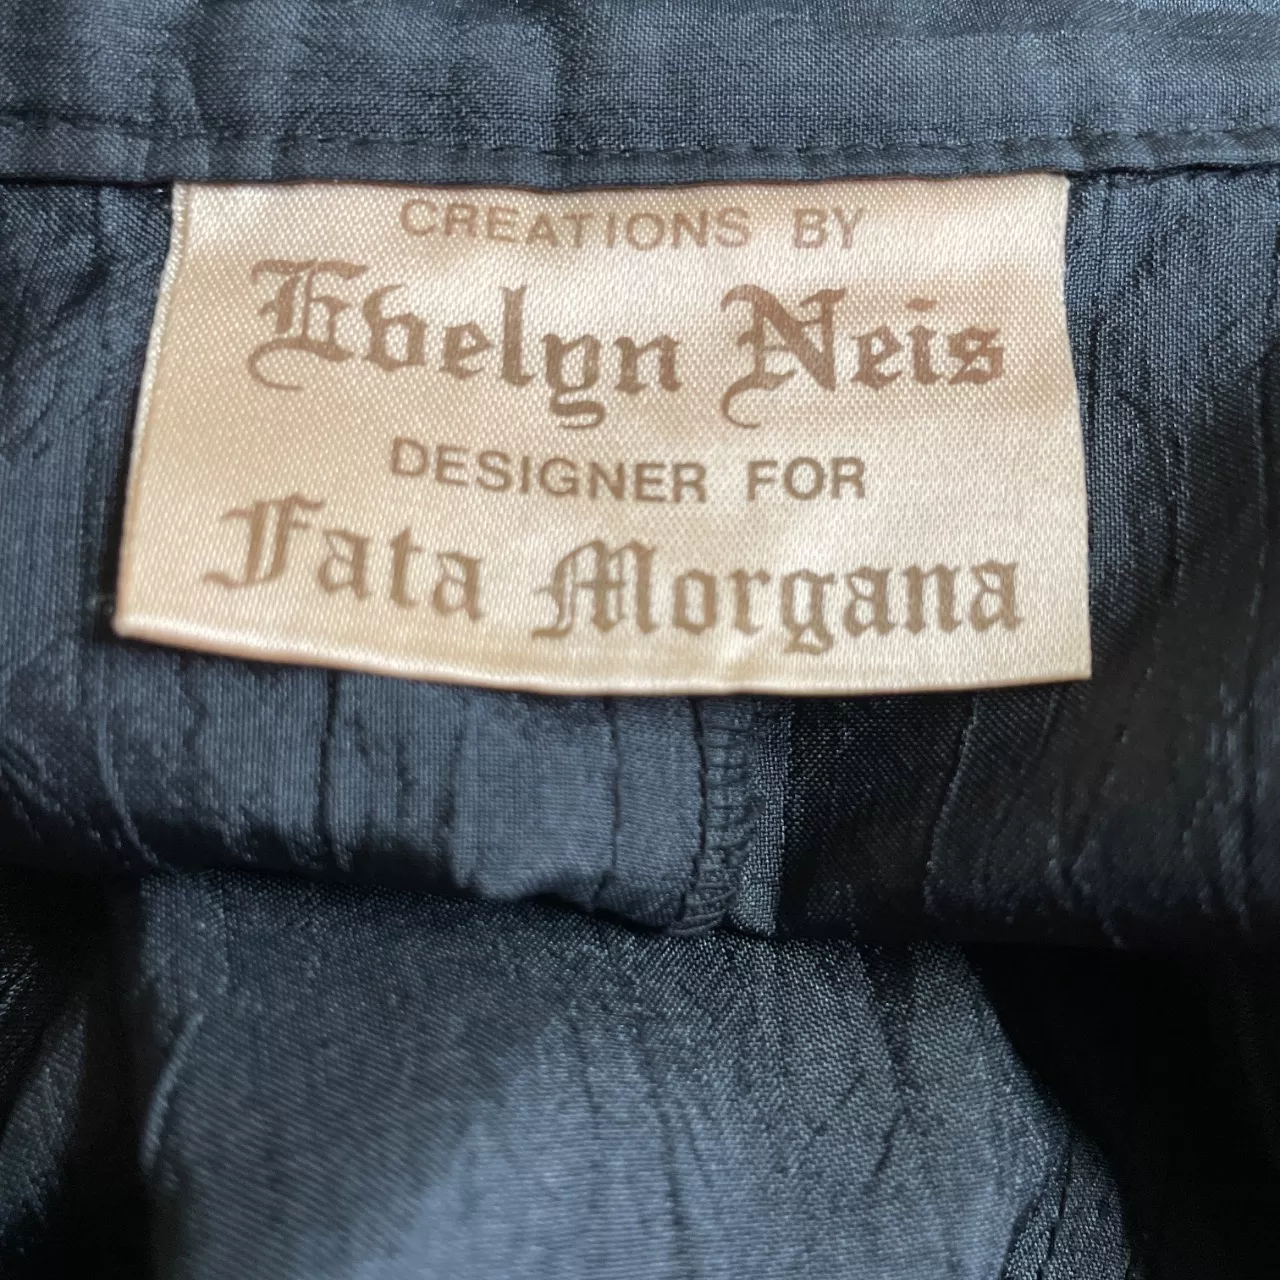 CREATIONS BY
Evelyn Neis
DESIGNER FOR
Fata Morgana